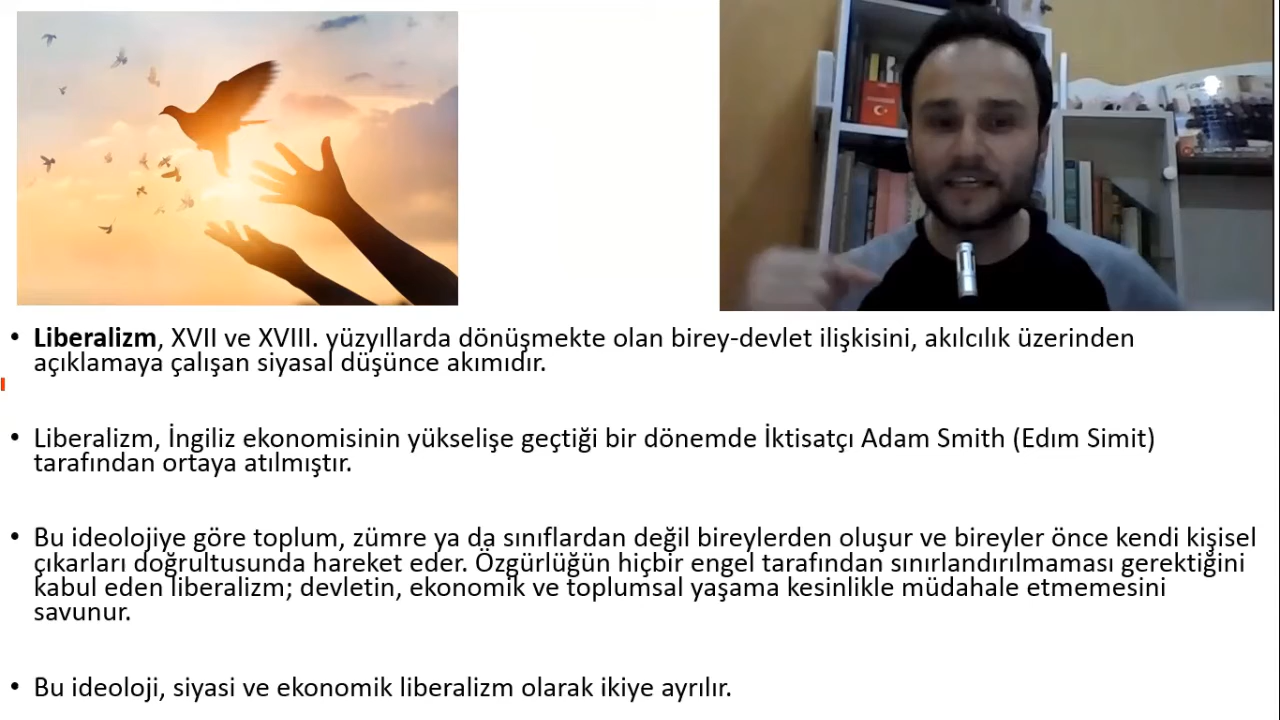 • Liberalizm, XVII ve XVIII. yüzyıllarda dönüşmekte olan birey-devlet ilişkisini, akılcılık üzerinden
açıklamaya çalışan siyasal düşünce akımıdır.
• Liberalizm, İngiliz ekonomisinin yükselişe geçtiği bir dönemde İktisatçı Adam Smith (Edım Simit)
tarafından ortaya atılmıştır.
• Bu ideolojiye göre toplum, zümre ya da sınıflardan değil bireylerden oluşur ve bireyler önce kendi kişisel
çıkarları doğrultusunda hareket eder. Özgürlüğün hiçbir engel tarafından sınırlandırılmaması gerektiğini
kabul eden liberalizm; devletin, ekonomik ve toplumsal yaşama kesinlikle müdahale etmemesini
savunur.
• Bu ideoloji, siyasi ve ekonomik liberalizm olarak ikiye ayrılır.